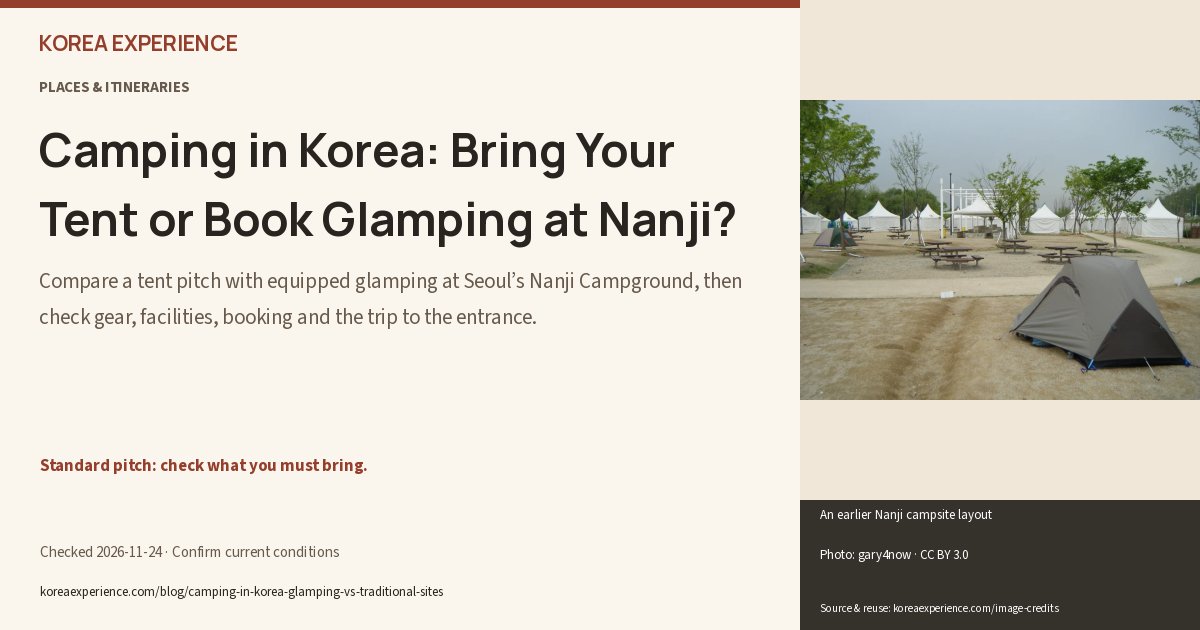 KOREA EXPERIENCE
PLACES & ITINERARIES
Camping in Korea: Bring Your
Tent or Book Glamping at Nanji?
Compare a tent pitch with equipped glamping at Seoul’s Nanji Campground, then
check gear, facilities, booking and the trip to the entrance.
Standard pitch: check what you must bring.
Checked 2026-11-24 · Confirm current conditions
koreaexperience.com/blog/camping-in-korea-glamping-vs-traditional-sites
An earlier Nanji campsite layout
Photo: gary4now · CC BY 3.0
Source & reuse: koreaexperience.com/image-credits